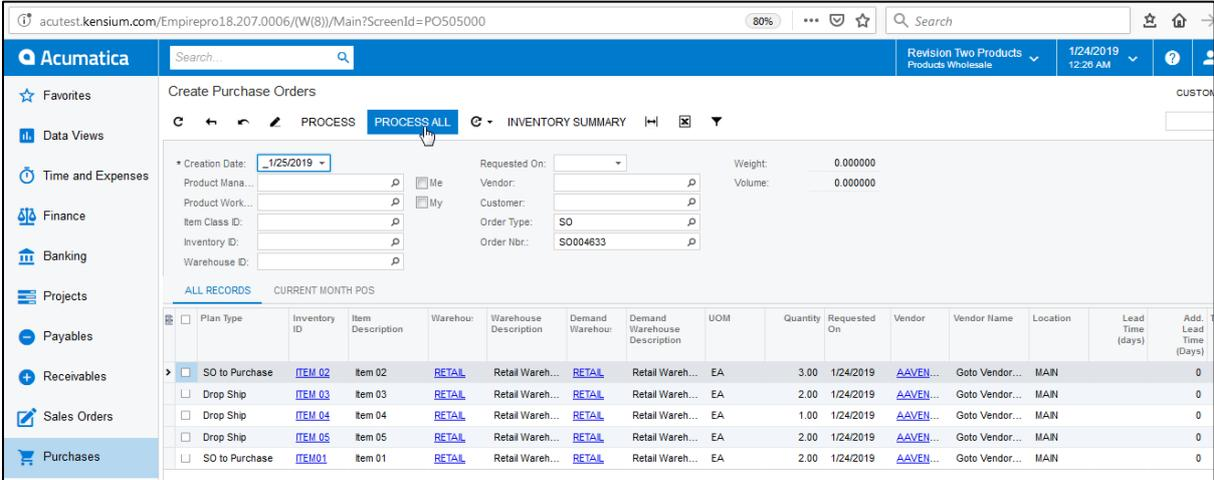 acutest.kensium.com/Empirepro18.207.0006/(W(8))/Main?ScreenId=PO505000 80% Search
Acumatica Search... Revision Two Products Products Wholesale 1/24/2019 12:26 AM ?
Favorites
Data Views
Time and Expenses
Finance
Banking
Projects
Payables
Receivables
Sales Orders
Purchases
Create Purchase Orders
CUSTOM
PROCESS PROCESS ALL INVENTORY SUMMARY
* Creation Date: _1/25/2019 Requested On: Weight: 0.000000
Product Mana... Me Vendor: Volume: 0.000000
Product Work... My Customer:
Item Class ID: Order Type: SO
Inventory ID: Order Nbr.: SO004633
Warehouse ID:
ALL RECORDS CURRENT MONTH POS
Plan Type Inventory ID Item Description Warehou: Warehouse Description Demand Warehou: Demand Warehouse Description UOM Quantity Requested On Vendor Vendor Name Location Lead Time (days) Add. Lead Time (Days) T
SO to Purchase ITEM 02 Item 02 RETAIL Retail Wareh... RETAIL Retail Wareh... EA 3.00 1/24/2019 AAVEN... Goto Vendor... MAIN 0
Drop Ship ITEM 03 Item 03 RETAIL Retail Wareh... RETAIL Retail Wareh... EA 2.00 1/24/2019 AAVEN... Goto Vendor... MAIN 0
Drop Ship ITEM 04 Item 04 RETAIL Retail Wareh... RETAIL Retail Wareh... EA 1.00 1/24/2019 AAVEN... Goto Vendor... MAIN 0
Drop Ship ITEM 05 Item 05 RETAIL Retail Wareh... RETAIL Retail Wareh... EA 2.00 1/24/2019 AAVEN... Goto Vendor... MAIN 0
SO to Purchase ITEM01 Item 01 RETAIL Retail Wareh... RETAIL Retail Wareh... EA 2.00 1/24/2019 AAVEN... Goto Vendor... MAIN 0